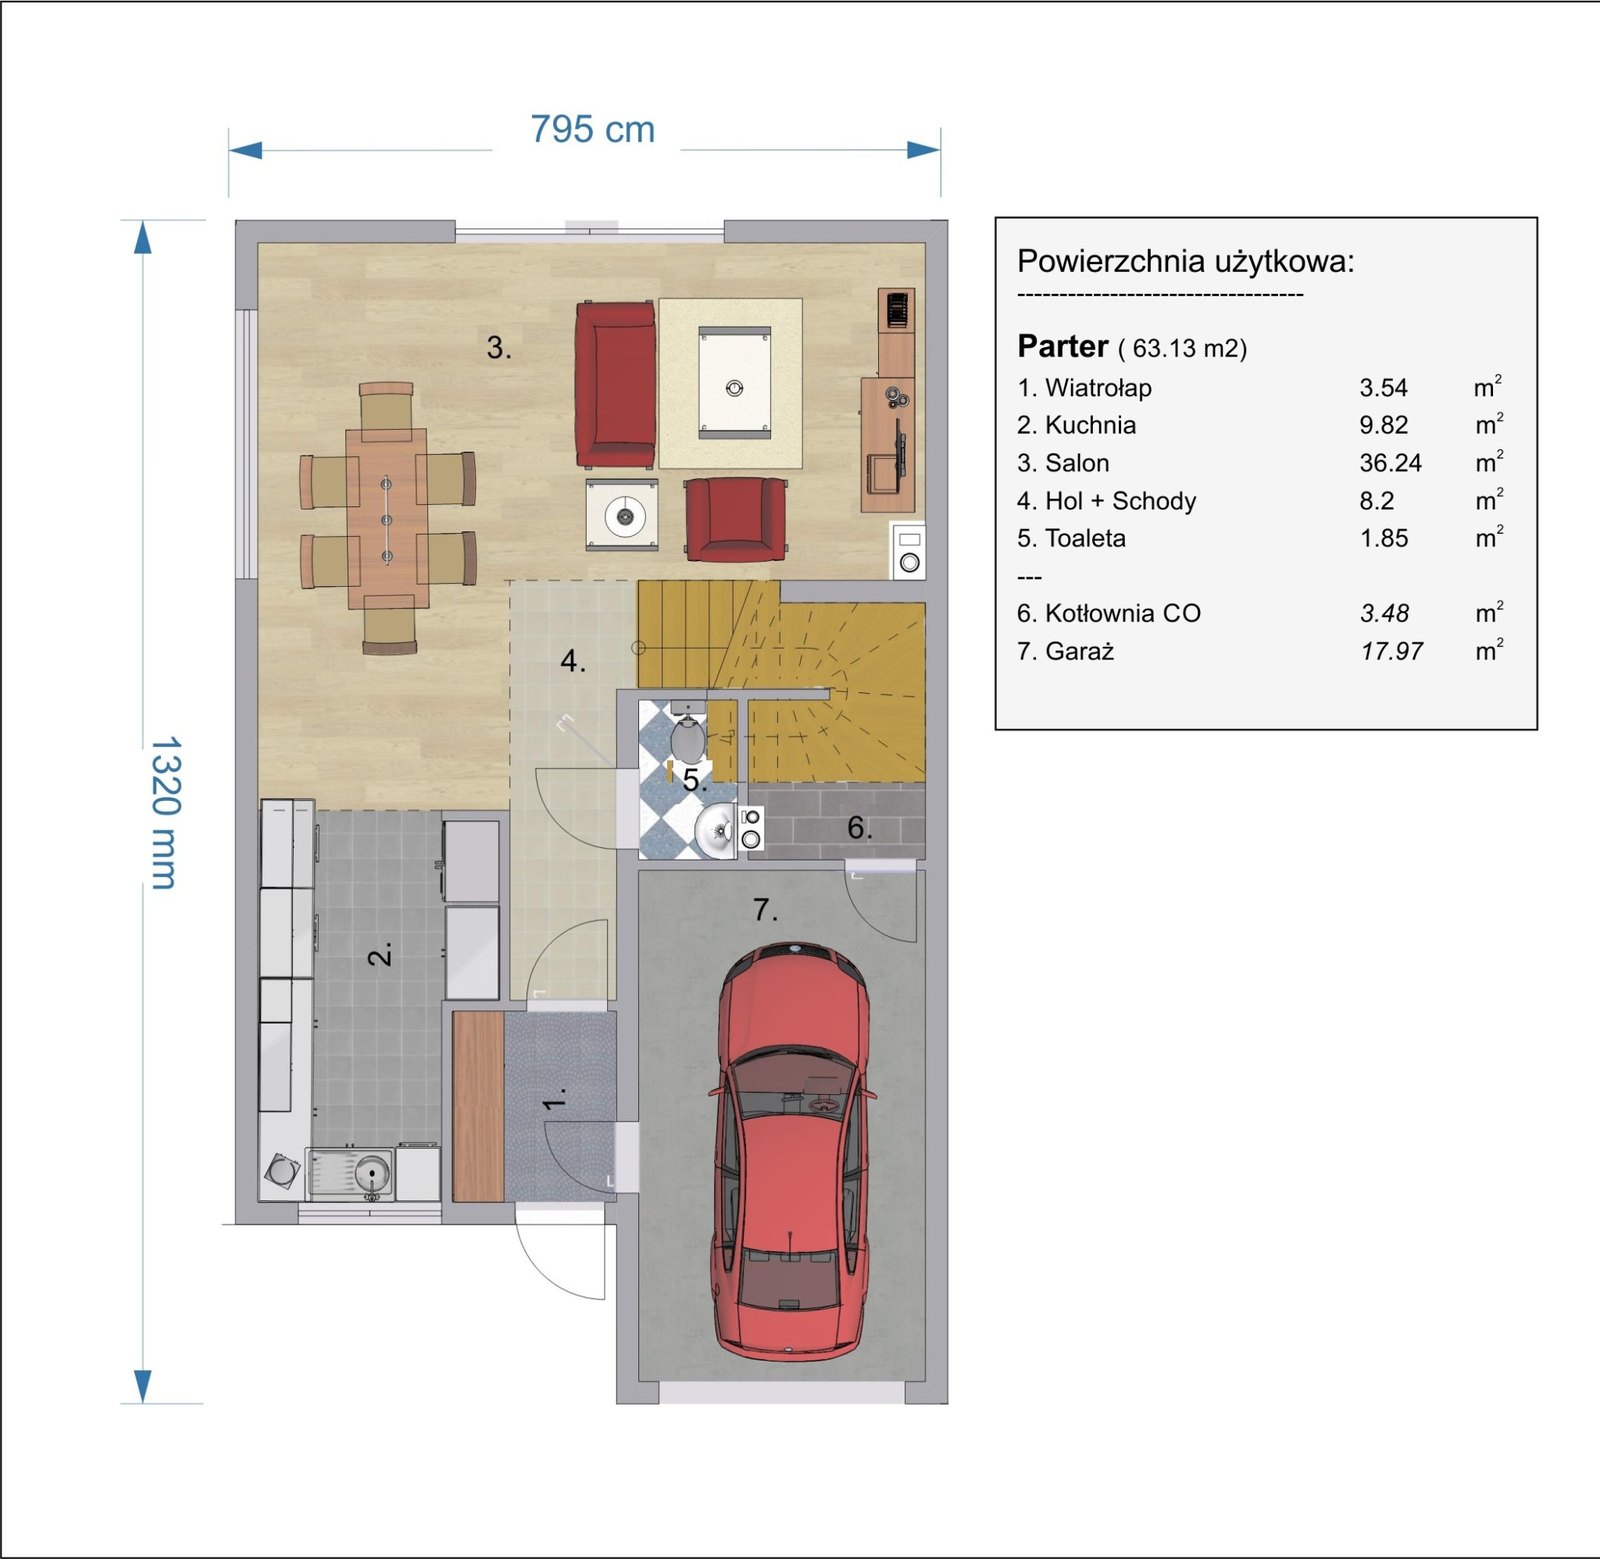 795 cm
1320 mm
Powierzchnia użytkowa:
----------------------------------
Parter ( 63.13 m2)
1. Wiatrołap 3.54 m²
2. Kuchnia 9.82 m²
3. Salon 36.24 m²
4. Hol + Schody 8.2 m²
5. Toaleta 1.85 m²
---
6. Kotłownia CO 3.48 m²
7. Garaż 17.97 m²
3.
4.
5.
6.
7.
2.
1.